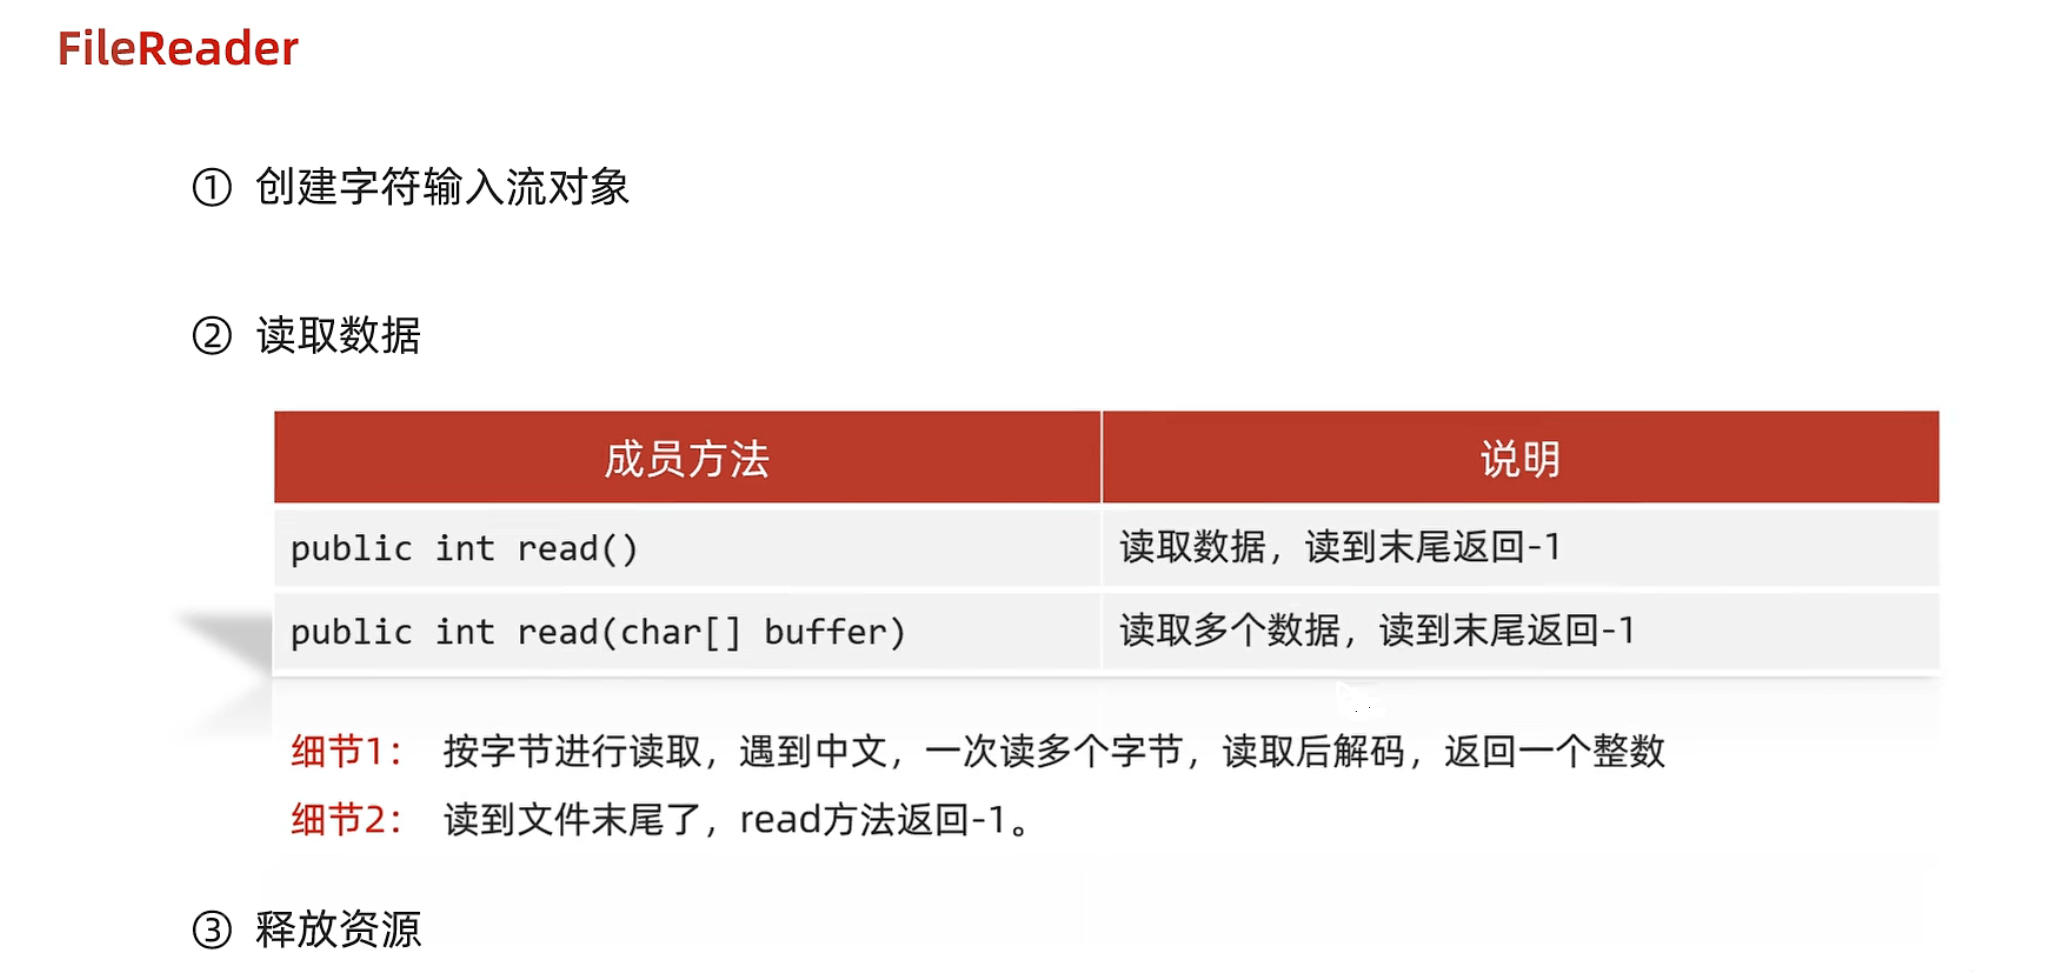 FileReader
① 创建字符输入流对象
② 读取数据
成员方法 说明
public int read() 读取数据，读到末尾返回-1
public int read(char[] buffer) 读取多个数据，读到末尾返回-1
细节1： 按字节进行读取，遇到中文，一次读多个字节，读取后解码，返回一个整数
细节2： 读到文件末尾了，read方法返回-1。
③ 释放资源